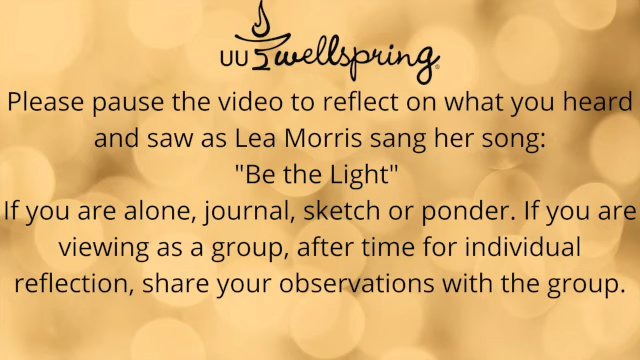 UU wellspring®
Please pause the video to reflect on what you heard
and saw as Lea Morris sang her song:
"Be the Light"
If you are alone, journal, sketch or ponder. If you are
viewing as a group, after time for individual
reflection, share your observations with the group.